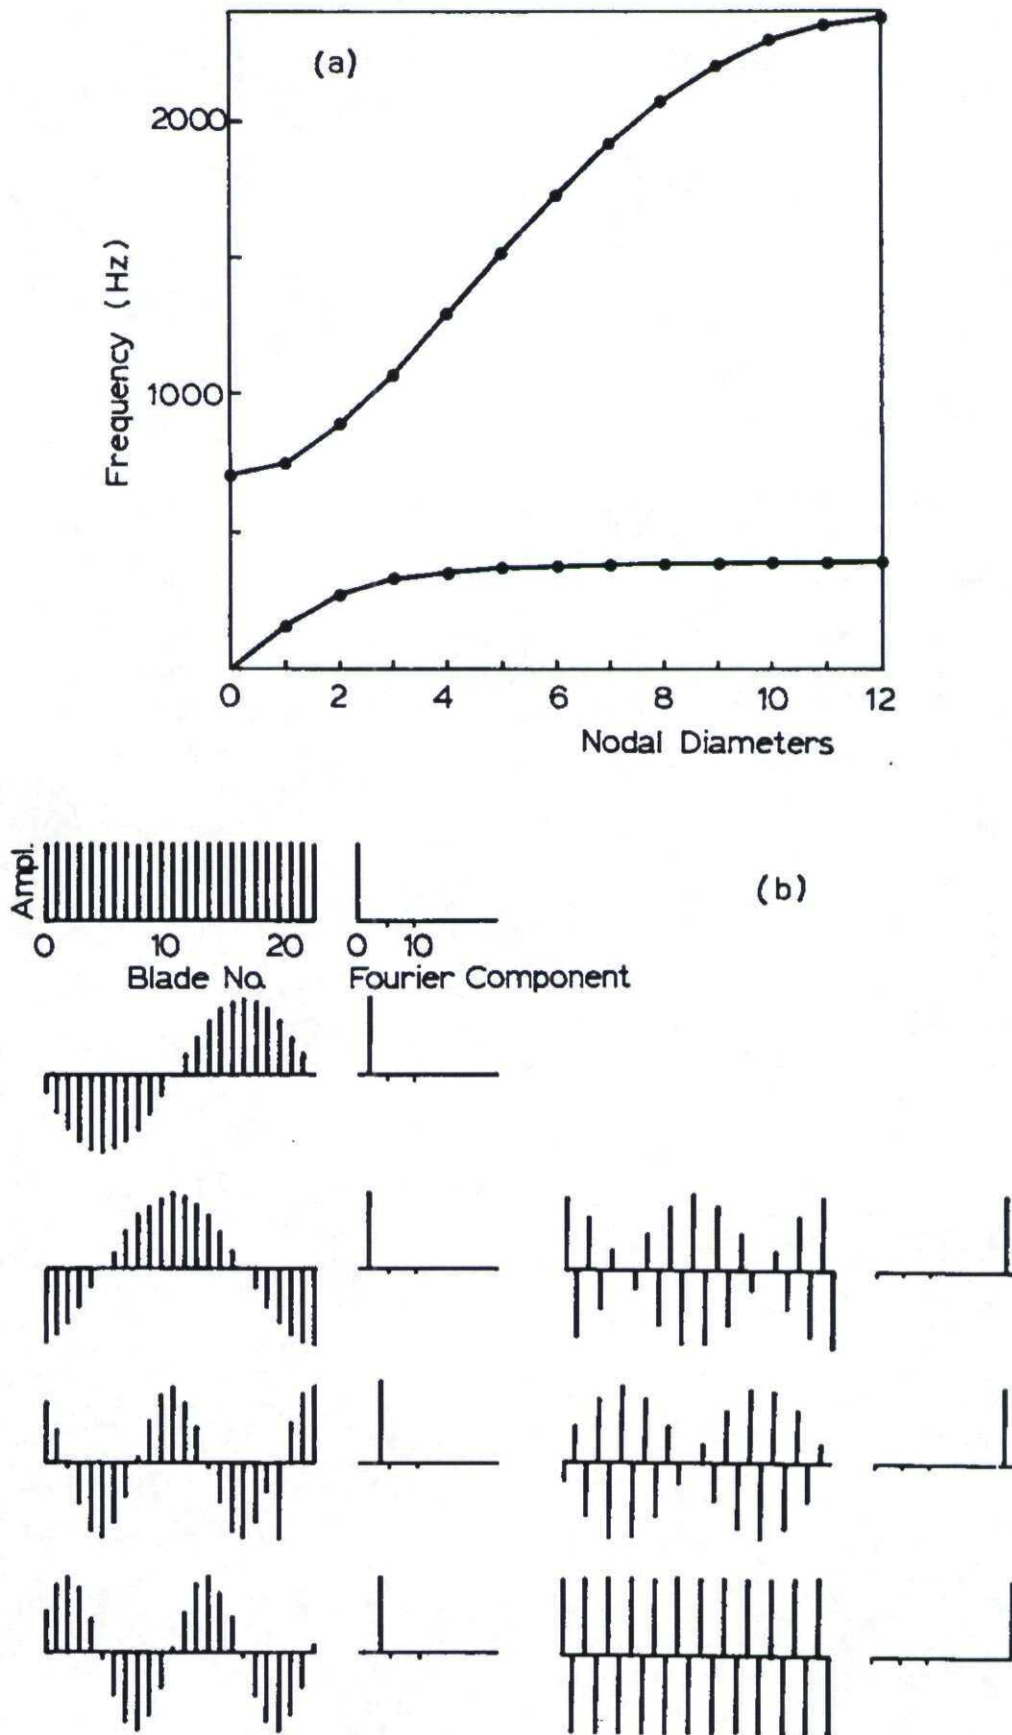 (a)
2000
1000
Frequency (Hz)
0 2 4 6 8 10 12
Nodal Diameters
Ampl.
(b)
0 10 20 0 10
Blade No. Fourier Component